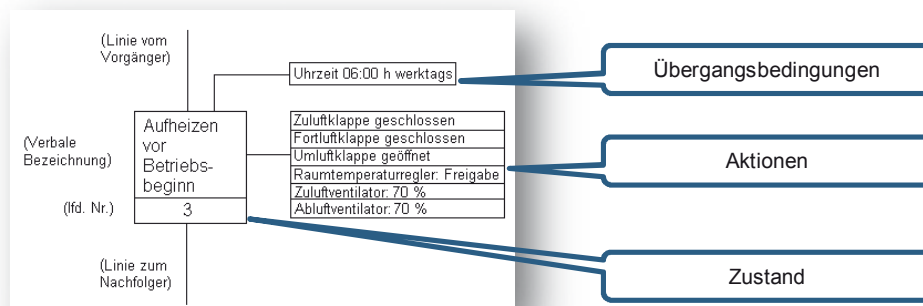 (Linie vom
Vorgänger)
Uhrzeit 06:00 h werktags
Übergangsbedingungen
(Verbale
Bezeichnung)
Aufheizen
vor
Betriebs-
beginn
Zuluftklappe geschlossen
Fortluftklappe geschlossen
Umluftklappe geöffnet
Raumtemperaturregler: Freigabe
Zuluftventilator: 70 %
Abluftventilator: 70 %
Aktionen
(lfd. Nr.)
3
(Linie zum
Nachfolger)
Zustand